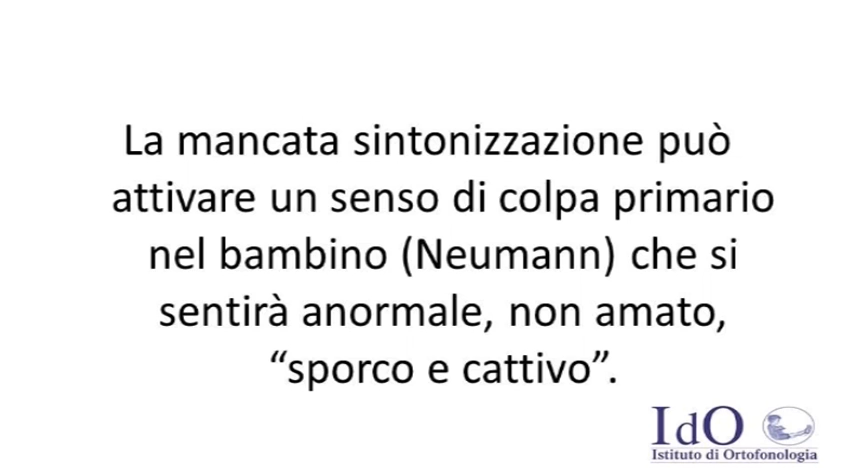 La mancata sintonizzazione può
attivare un senso di colpa primario
nel bambino (Neumann) che si
sentirà anormale, non amato,
“sporco e cattivo”.
IdO
Istituto di Ortofonologia